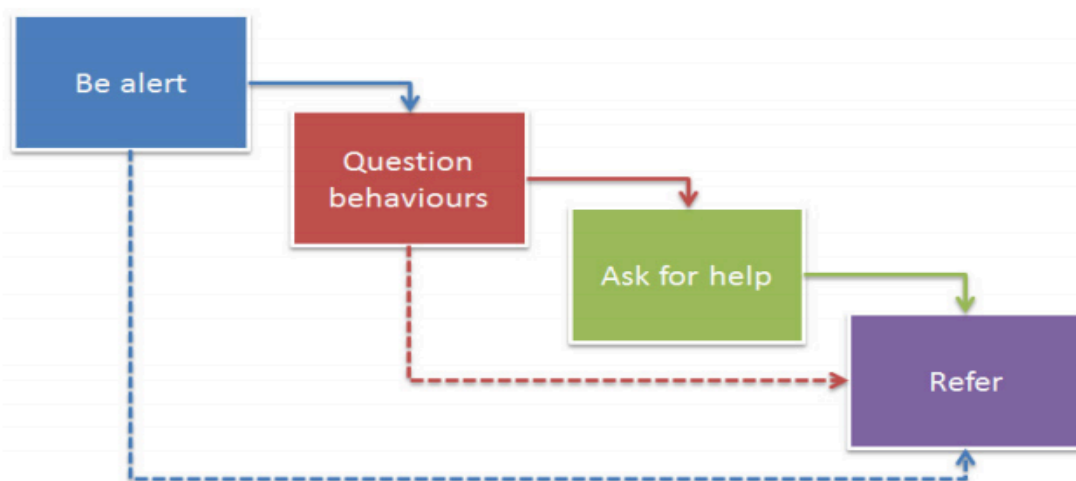 Be alert
Question
behaviours
Ask for help
Refer